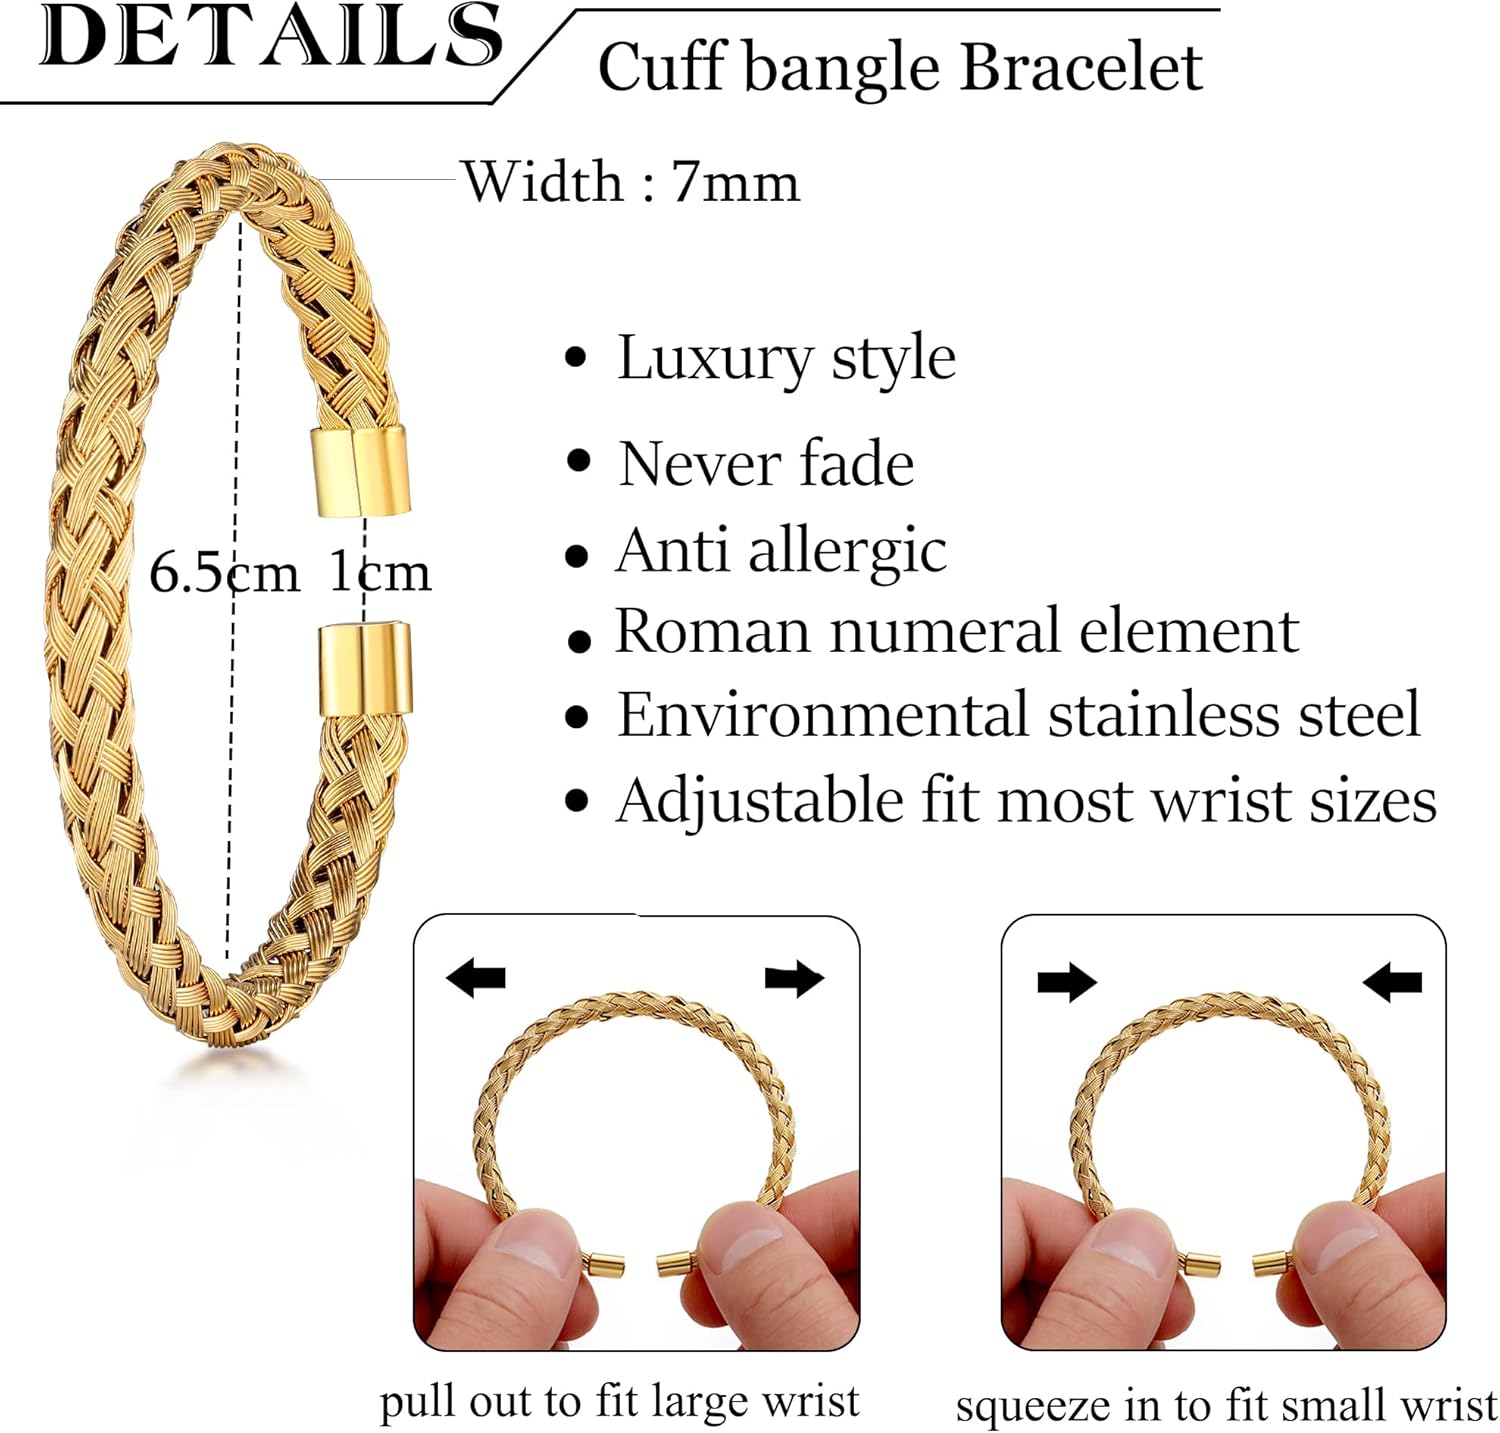 DETAILS
Cuff bangle Bracelet
Width : 7mm
6.5cm
1cm
• Luxury style
• Never fade
• Anti allergic
• Roman numeral element
• Environmental stainless steel
• Adjustable fit most wrist sizes
pull out to fit large wrist
squeeze in to fit small wrist